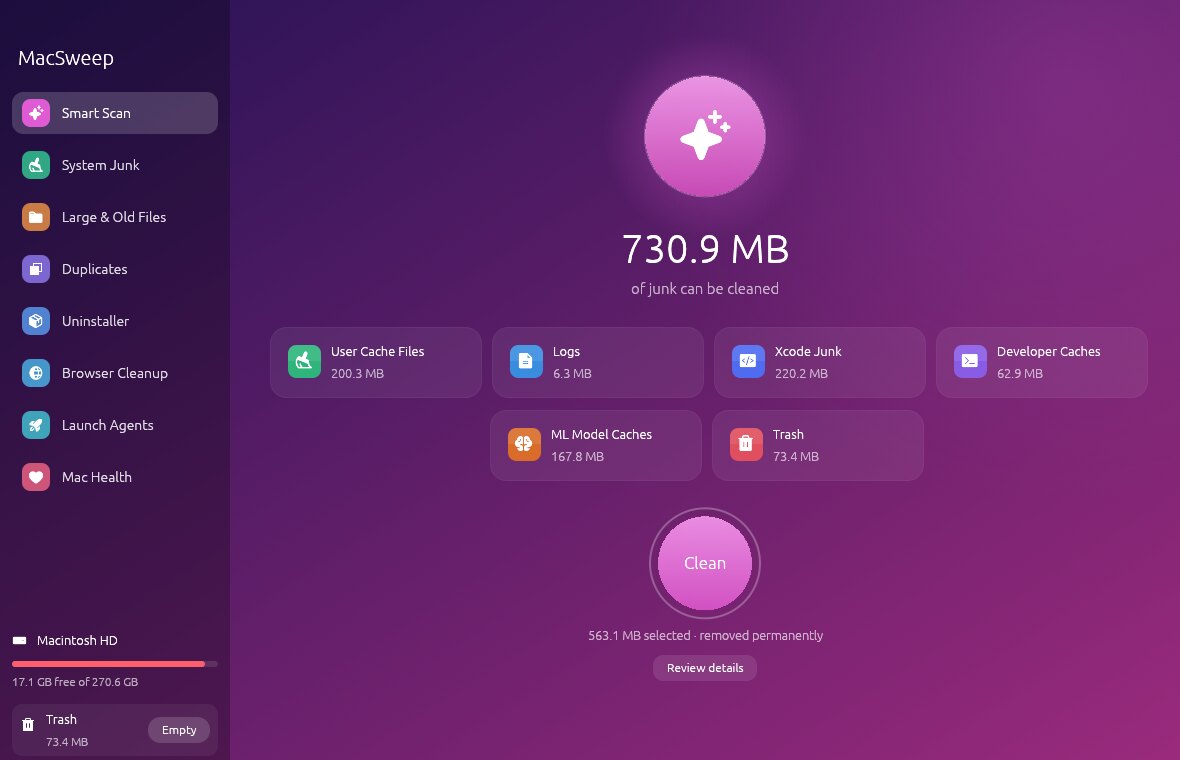 MacSweep
Smart Scan
System Junk
Large & Old Files
Duplicates
Uninstaller
Browser Cleanup
Launch Agents
Mac Health
Macintosh HD
17.1 GB free of 270.6 GB
Trash
73.4 MB
Empty
730.9 MB
of junk can be cleaned
User Cache Files
200.3 MB
Logs
6.3 MB
Xcode Junk
220.2 MB
Developer Caches
62.9 MB
ML Model Caches
167.8 MB
Trash
73.4 MB
Clean
563.1 MB selected · removed permanently
Review details